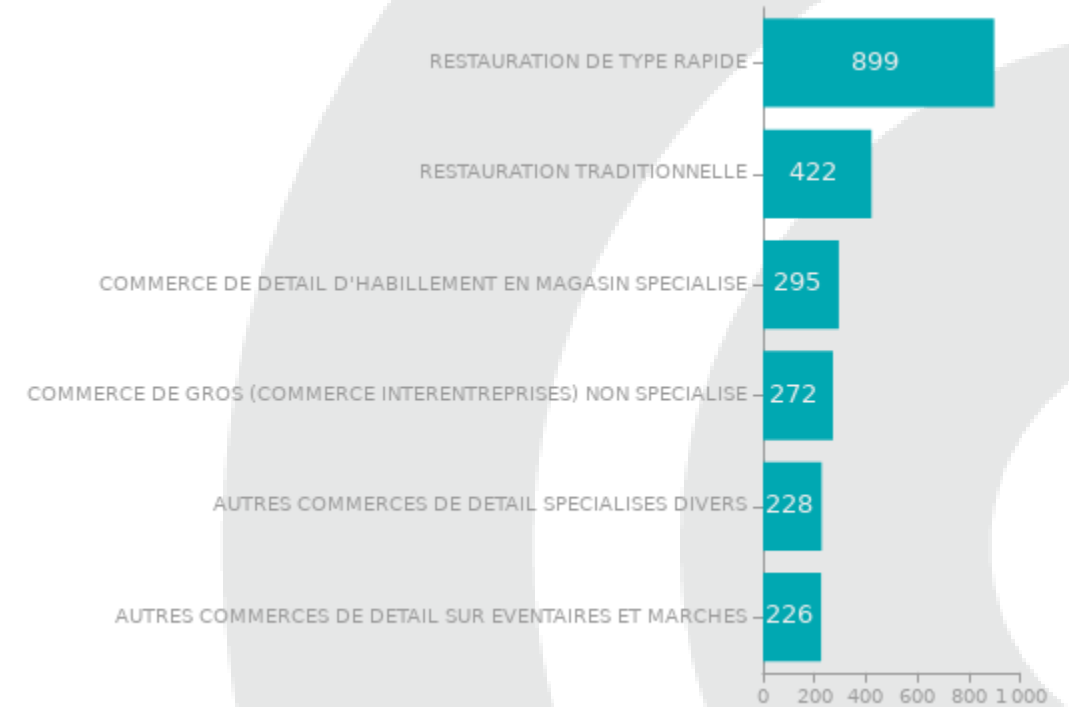 RESTAURATION DE TYPE RAPIDE 899
RESTAURATION TRADITIONNELLE 422
COMMERCE DE DETAIL D'HABILLEMENT EN MAGASIN SPECIALISE 295
COMMERCE DE GROS (COMMERCE INTERENTREPRISES) NON SPECIALISE 272
AUTRES COMMERCES DE DETAIL SPECIALISES DIVERS 228
AUTRES COMMERCES DE DETAIL SUR EVENTAIRES ET MARCHES 226
0 200 400 600 800 1 000